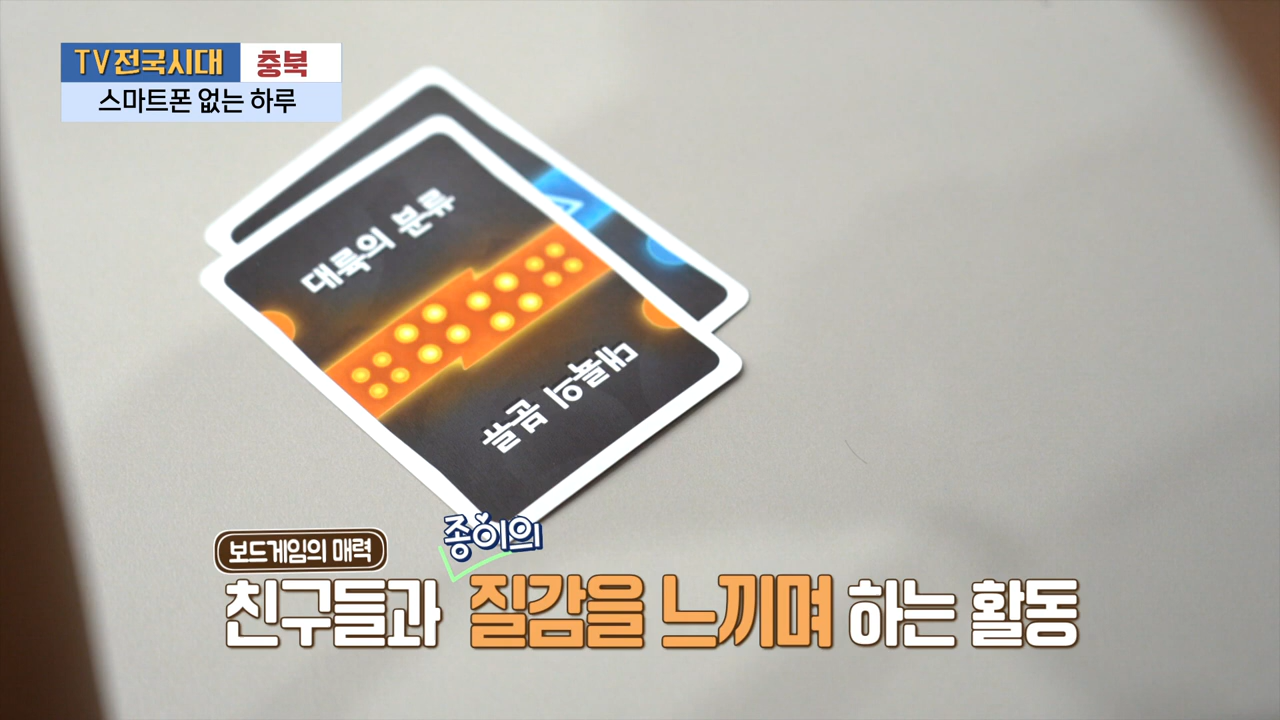 TV전국시대 충북
스마트폰 없는 하루
대륙의 분류
대륙의 분류
보드게임의 매력
종이의
친구들과 질감을 느끼며 하는 활동